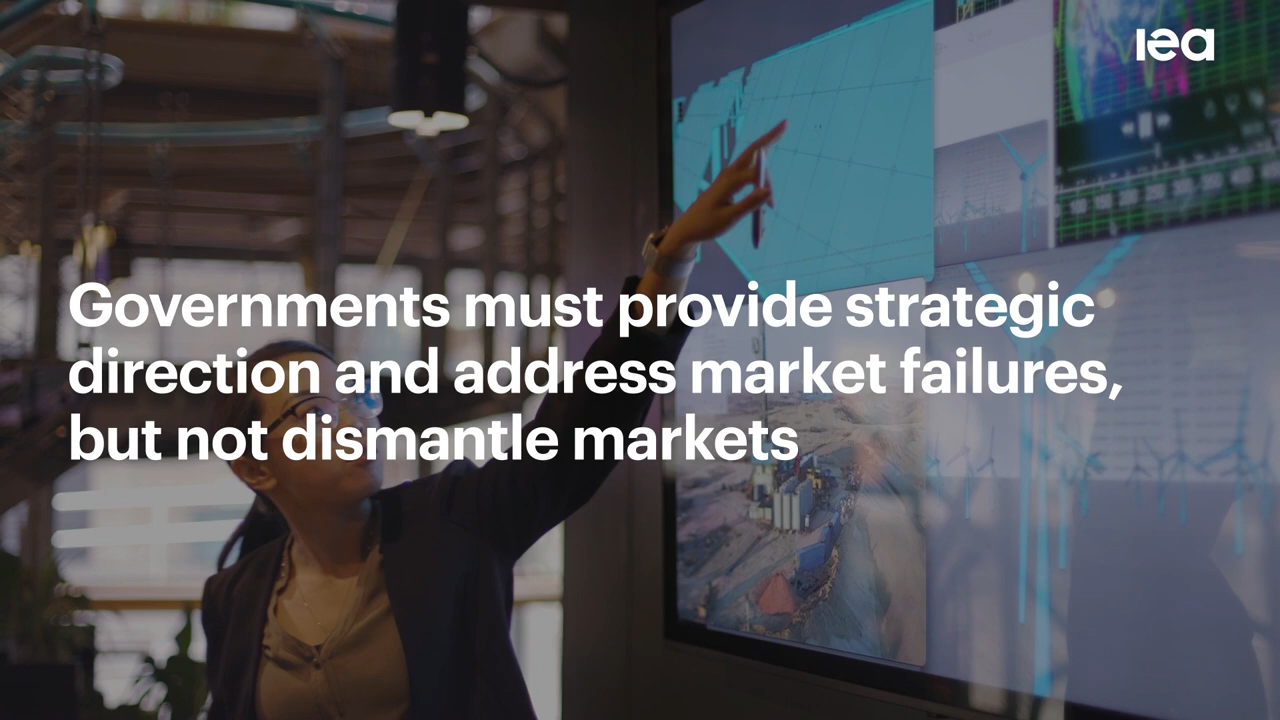 iea
Governments must provide strategic
direction and address market failures,
but not dismantle markets